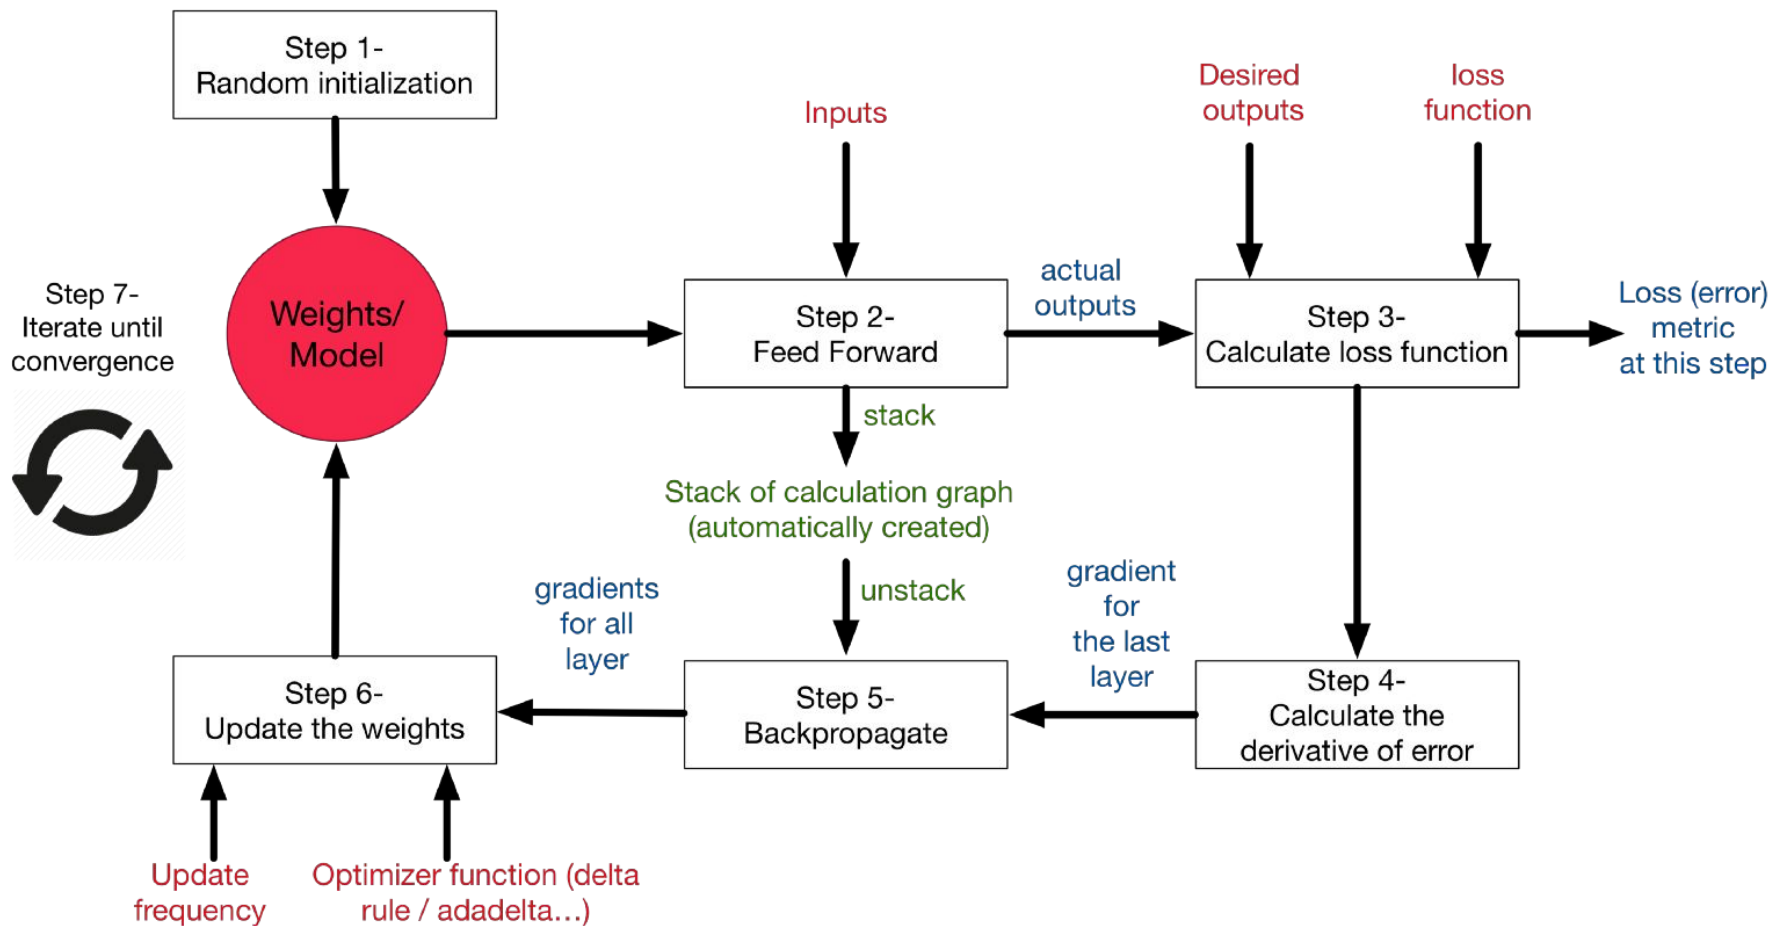 Step 1-
Random initialization
Inputs
Desired
outputs
loss
function
Step 7-
Iterate until
convergence
Weights/
Model
Step 2-
Feed Forward
actual
outputs
Step 3-
Calculate loss function
Loss (error)
metric
at this step
stack
Stack of calculation graph
(automatically created)
unstack
gradients
for all
layer
gradient
for
the last
layer
Step 6-
Update the weights
Step 5-
Backpropagate
Step 4-
Calculate the
derivative of error
Update
frequency
Optimizer function (delta
rule / adadelta...)